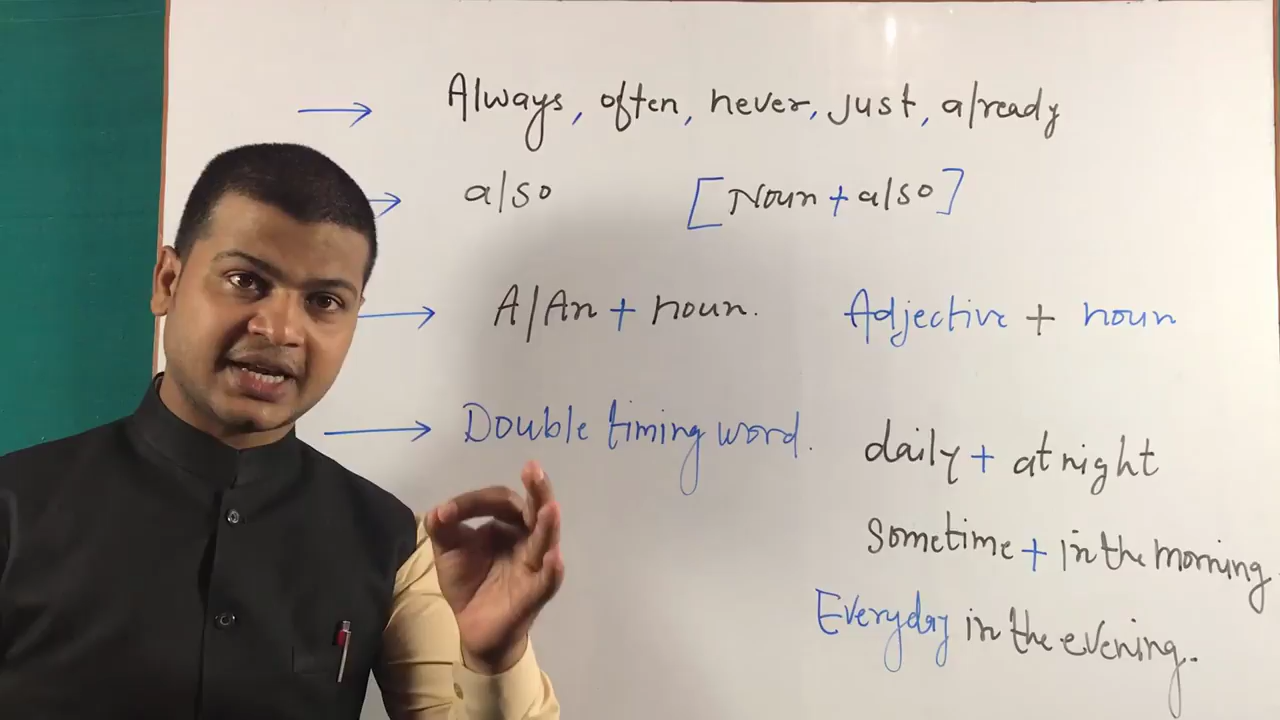 → Always, often, never, just, already
→ also [Noun + also]
→ A/An + noun. Adjective + noun
→ Double timing word. daily + at night
sometime + in the morning.
Everyday in the evening.